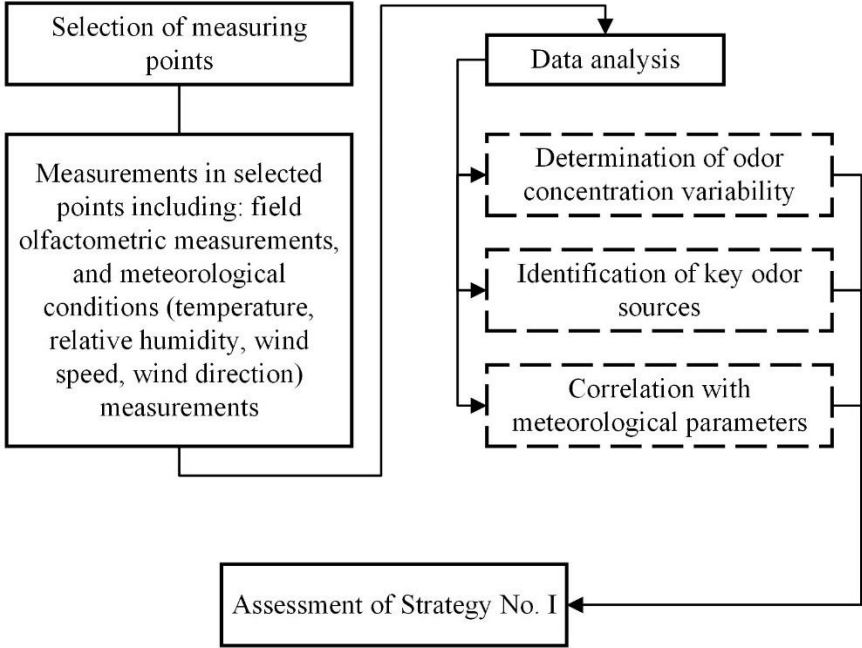 Selection of measuring
points
Measurements in selected
points including: field
olfactometric measurements,
and meteorological
conditions (temperature,
relative humidity, wind
speed, wind direction)
measurements
Data analysis
Determination of odor
concentration variability
Identification of key odor
sources
Correlation with
meteorological parameters
Assessment of Strategy No. I